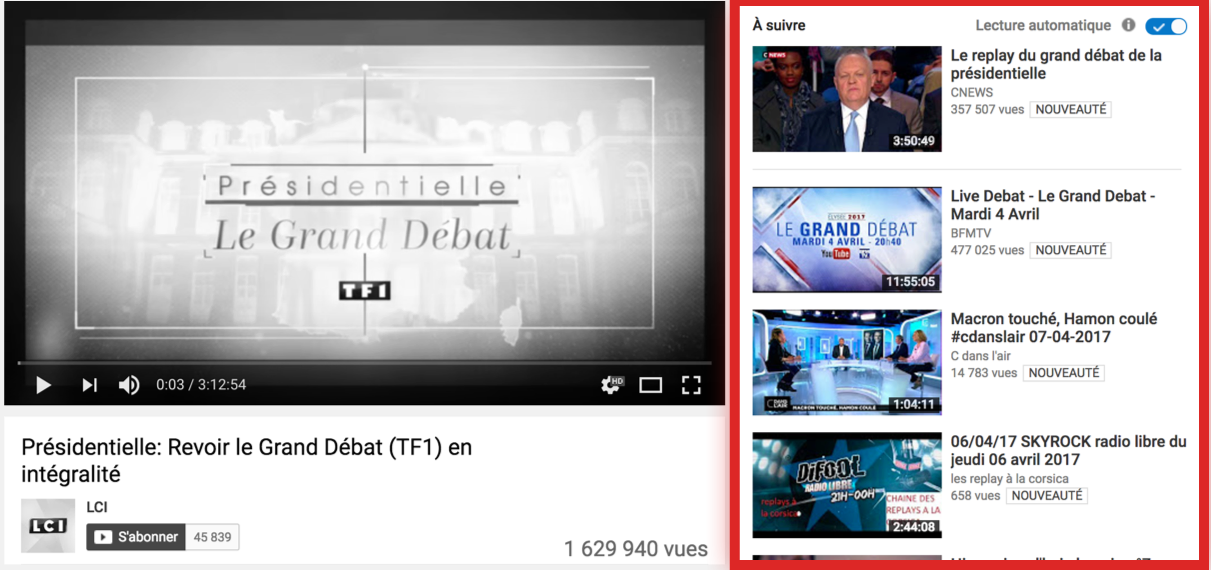 Présidentielle
Le Grand Débat
TF1
0:03 / 3:12:54
HD
Présidentielle: Revoir le Grand Débat (TF1) en
intégralité
LCI
LCI
S'abonner 45 839
1 629 940 vues
À suivre
Lecture automatique
CNEWS
3:50:49
Le replay du grand débat de la
présidentielle
CNEWS
357 507 vues NOUVEAUTÉ
ÉLYSÉE 2017
LE GRAND DÉBAT
MARDI 4 AVRIL - 20h40
YouTube
11:55:05
Live Debat - Le Grand Debat -
Mardi 4 Avril
BFMTV
477 025 vues NOUVEAUTÉ
C DANS L'AIR
MACRON TOUCHÉ, HAMON COULÉ
1:04:11
Macron touché, Hamon coulé
#cdanslair 07-04-2017
C dans l'air
14 783 vues NOUVEAUTÉ
DIFOOL
RADIO LIBRE
21H-00H
replays à
la corsica
CHAINE DES
REPLAYS A LA
2:44:08
06/04/17 SKYROCK radio libre du
jeudi 06 avril 2017
les replay à la corsica
658 vues NOUVEAUTÉ